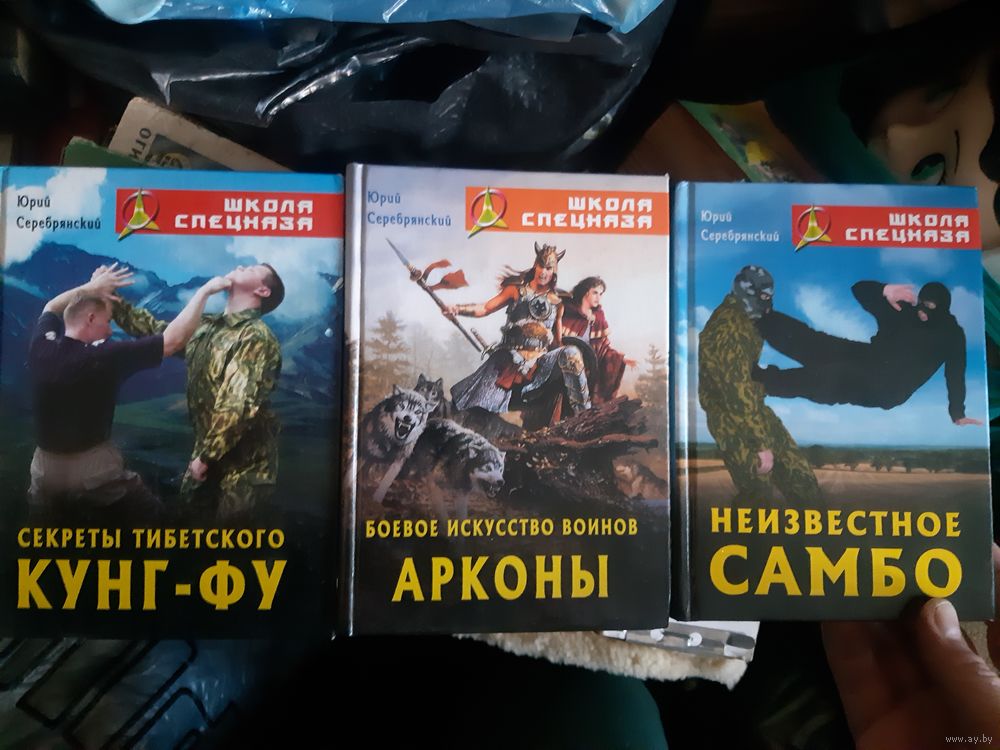 ОГИ
Юрий
Серебрянский
ШКОЛА
СПЕЦНАЗА
СЕКРЕТЫ ТИБЕТСКОГО
КУНГ-ФУ
Юрий
Серебрянский
ШКОЛА
СПЕЦНАЗА
БОЕВОЕ ИСКУССТВО ВОИНОВ
АРКОНЫ
Юрий
Серебрянский
ШКОЛА
СПЕЦНАЗА
НЕИЗВЕСТНОЕ
САМБО
www.ay.by